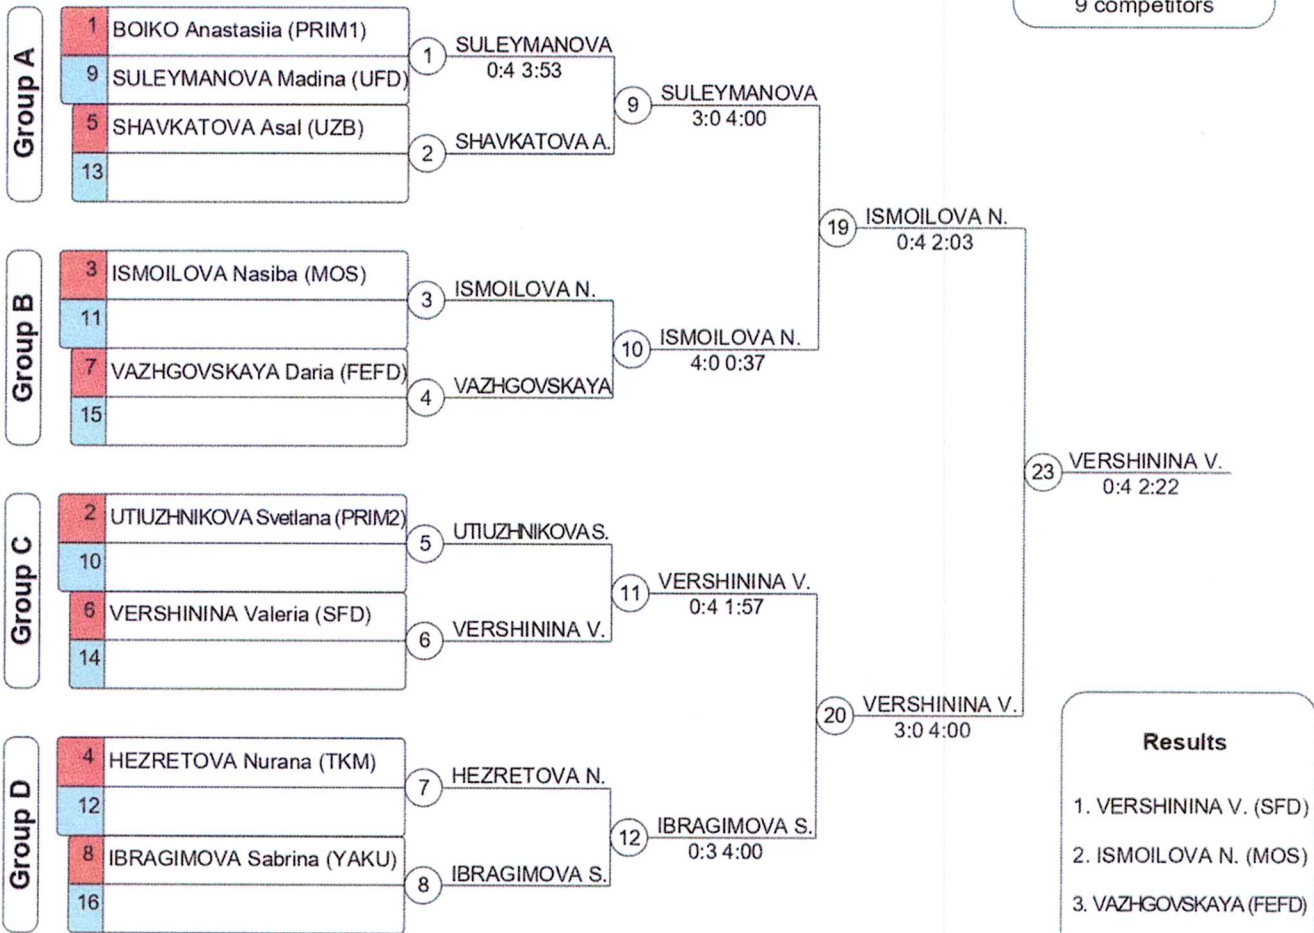 9 competitors
Group A
1 BOIKO Anastasiia (PRIM1)
9 SULEYMANOVA Madina (UFD)
5 SHAVKATOVA Asal (UZB)
13
1 SULEYMANOVA
0:4 3:53
2 SHAVKATOVA A.
9 SULEYMANOVA
3:0 4:00
Group B
3 ISMOILOVA Nasiba (MOS)
11
7 VAZHGOVSKAYA Daria (FEFD)
15
3 ISMOILOVA N.
4 VAZHGOVSKAYA
10 ISMOILOVA N.
4:0 0:37
19 ISMOILOVA N.
0:4 2:03
Group C
2 UTIUZHNIKOVA Svetlana (PRIM2)
10
6 VERSHININA Valeria (SFD)
14
5 UTIUZHNIKOVA S.
6 VERSHININA V.
11 VERSHININA V.
0:4 1:57
Group D
4 HEZRETOVA Nurana (TKM)
12
8 IBRAGIMOVA Sabrina (YAKU)
16
7 HEZRETOVA N.
8 IBRAGIMOVA S.
12 IBRAGIMOVA S.
0:3 4:00
20 VERSHININA V.
3:0 4:00
23 VERSHININA V.
0:4 2:22
Results
1. VERSHININA V. (SFD)
2. ISMOILOVA N. (MOS)
3. VAZHGOVSKAYA (FEFD)